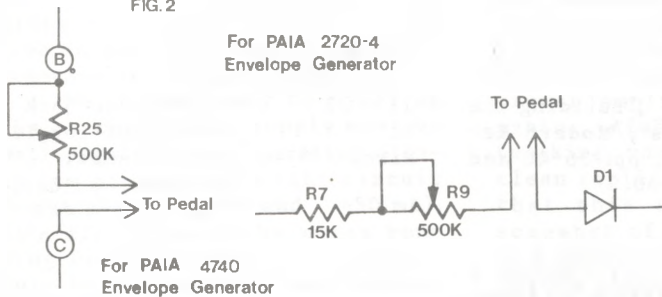 FIG. 2
B
For PAIA 2720-4
Envelope Generator
R25
500K
To Pedal
To Pedal
R7
15K
R9
500K
D1
C
For PAIA 4740
Envelope Generator